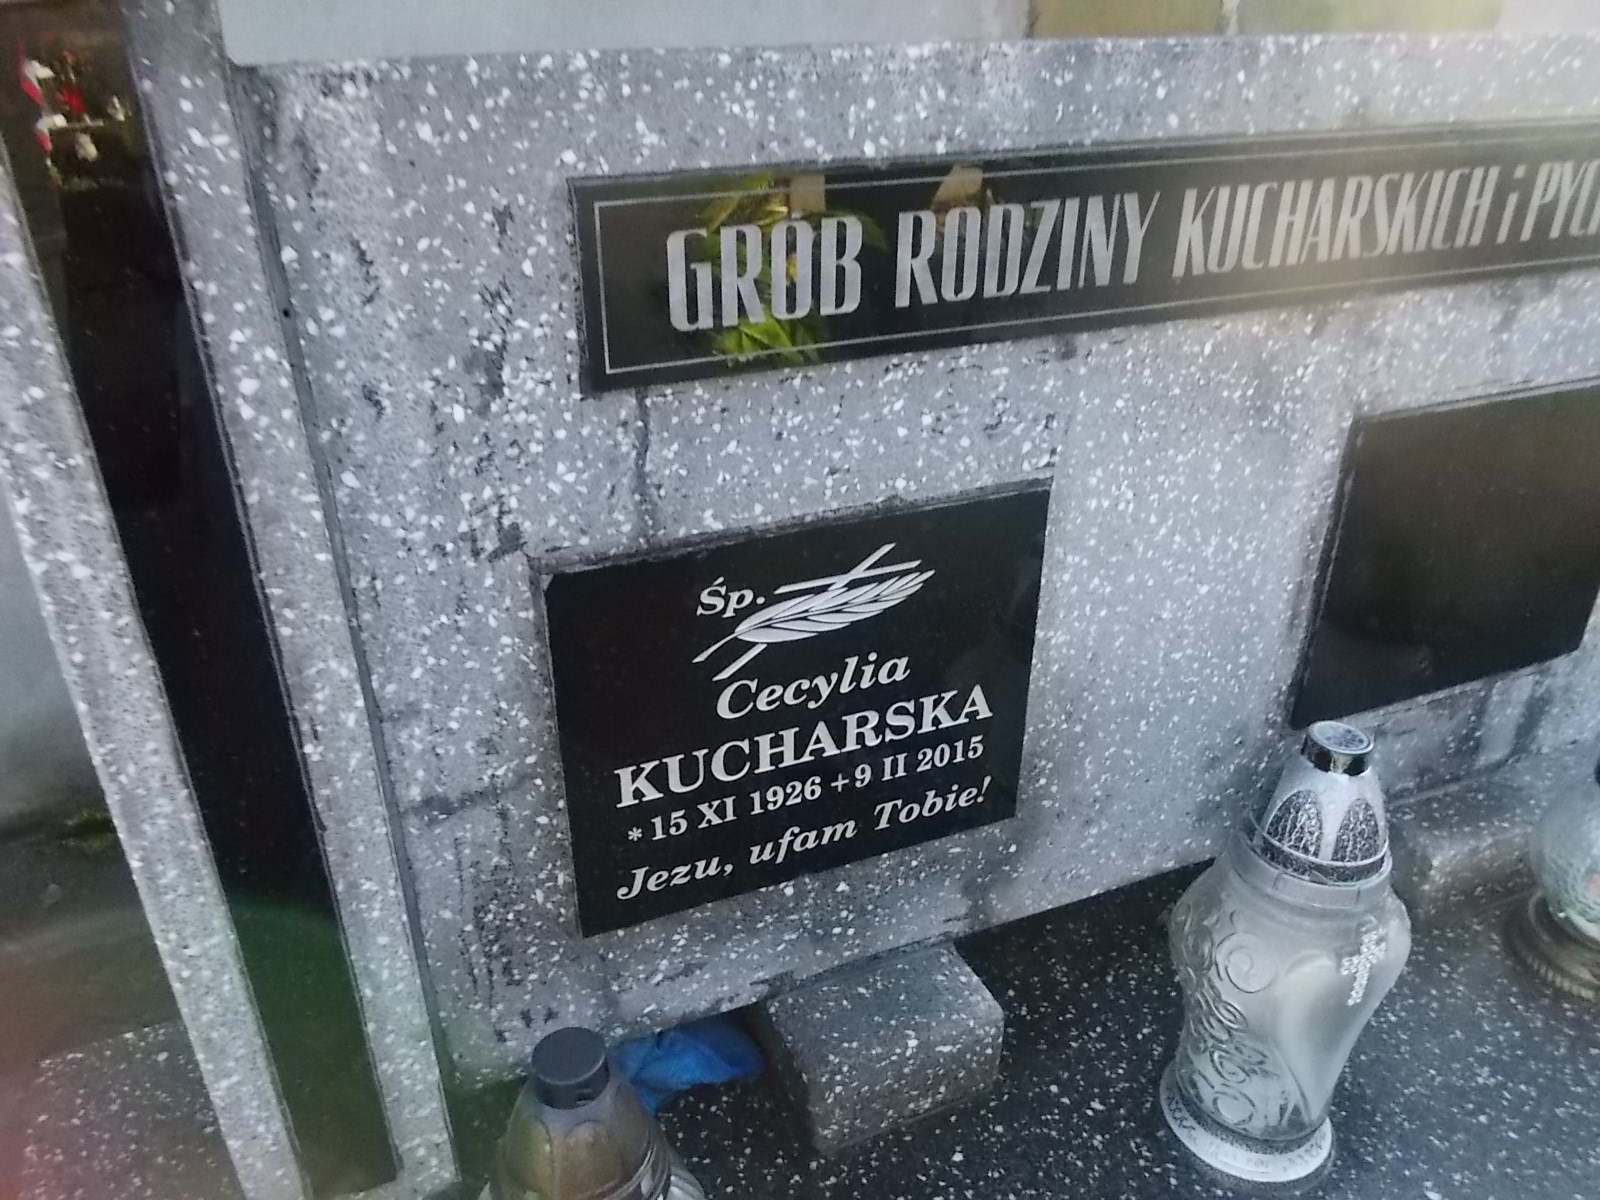 GRÓB RODZINY KUCHARSKICH i
Śp.
Cecylia
KUCHARSKA
*15 XI 1926 +9 II 2015
Jezu, ufam Tobie!